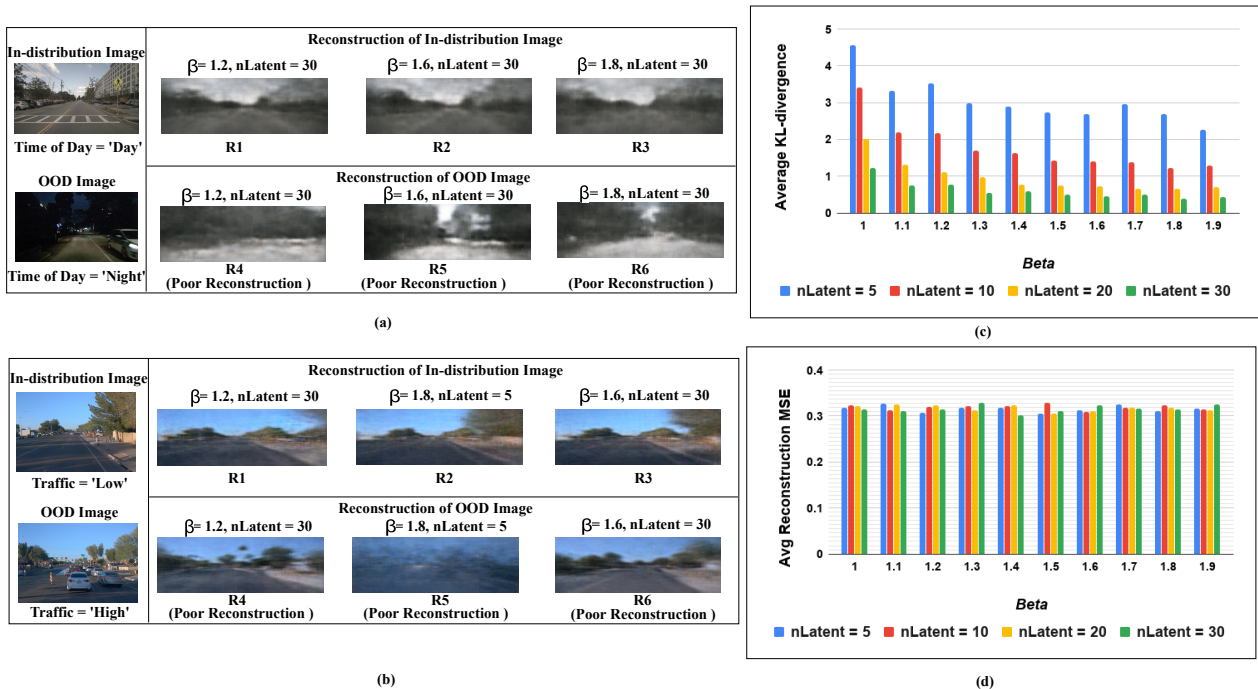 Reconstruction of In-distribution Image
In-distribution Image
β= 1.2, nLatent = 30
β= 1.6, nLatent = 30
β= 1.8, nLatent = 30
Time of Day = 'Day'
R1
R2
R3
OOD Image
Reconstruction of OOD Image
β= 1.2, nLatent = 30
β= 1.6, nLatent = 30
β= 1.8, nLatent = 30
Time of Day = 'Night'
R4
(Poor Reconstruction )
R5
(Poor Reconstruction )
R6
(Poor Reconstruction )
(a)
Reconstruction of In-distribution Image
In-distribution Image
β= 1.2, nLatent = 30
β= 1.8, nLatent = 5
β= 1.6, nLatent = 30
Traffic = 'Low'
R1
R2
R3
OOD Image
Reconstruction of OOD Image
β= 1.2, nLatent = 30
β= 1.8, nLatent = 5
β= 1.6, nLatent = 30
Traffic = 'High'
R4
(Poor Reconstruction )
R5
(Poor Reconstruction )
R6
(Poor Reconstruction )
(b)
Average KL-divergence
5
4
3
2
1
0
1 1.1 1.2 1.3 1.4 1.5 1.6 1.7 1.8 1.9
Beta
nLatent = 5 nLatent = 10 nLatent = 20 nLatent = 30
(c)
Avg Reconstruction MSE
0.4
0.3
0.2
0.1
0
1 1.1 1.2 1.3 1.4 1.5 1.6 1.7 1.8 1.9
Beta
nLatent = 5 nLatent = 10 nLatent = 20 nLatent = 30
(d)